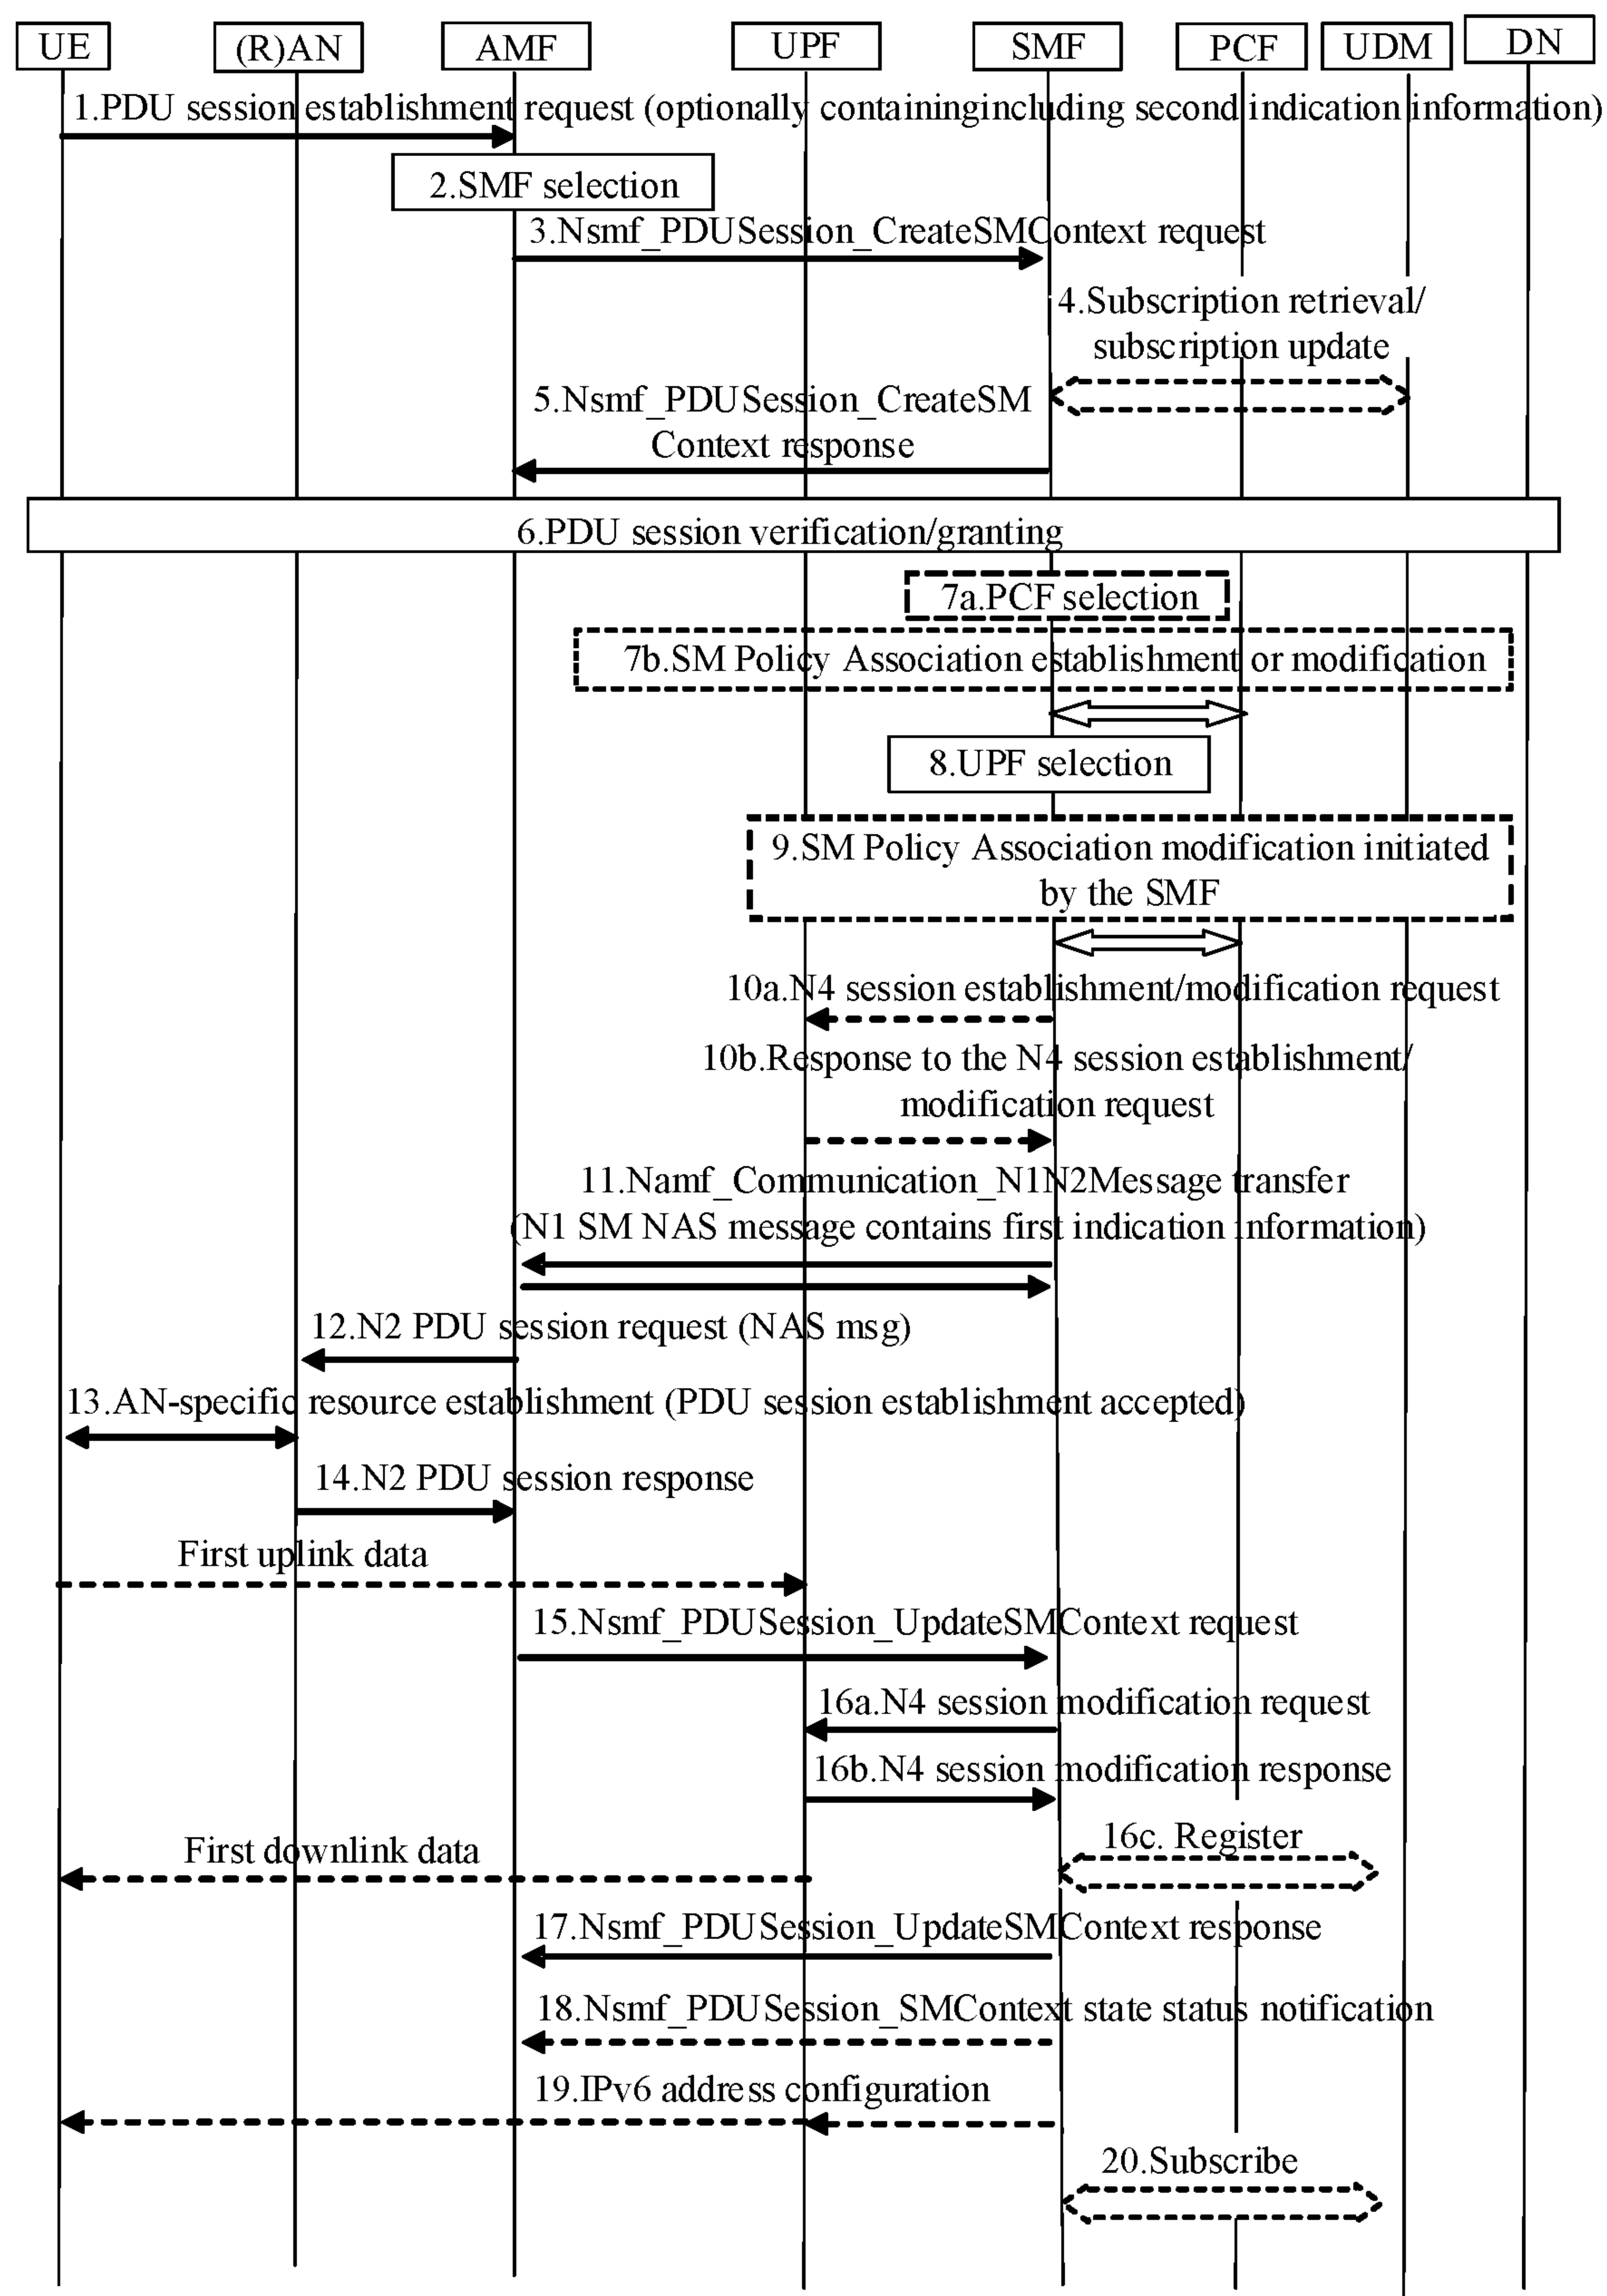 UE
(R)AN
AMF
UPF
SMF
PCF
UDM
DN
1.PDU session establishment request (optionally containingincluding second indication information)
2.SMF selection
3.Nsmf_PDUSession_CreateSMContext request
4.Subscription retrieval/
subscription update
5.Nsmf_PDUSession_CreateSM
Context response
6.PDU session verification/granting
7a.PCF selection
7b.SM Policy Association establishment or modification
8.UPF selection
9.SM Policy Association modification initiated
by the SMF
10a.N4 session establishment/modification request
10b.Response to the N4 session establishment/
modification request
11.Namf_Communication_N1N2Message transfer
(N1 SM NAS message contains first indication information)
12.N2 PDU session request (NAS msg)
13.AN-specific resource establishment (PDU session establishment accepted)
14.N2 PDU session response
First uplink data
15.Nsmf_PDUSession_UpdateSMContext request
16a.N4 session modification request
16b.N4 session modification response
16c. Register
First downlink data
17.Nsmf_PDUSession_UpdateSMContext response
18.Nsmf_PDUSession_SMContext state status notification
19.IPv6 address configuration
20.Subscribe